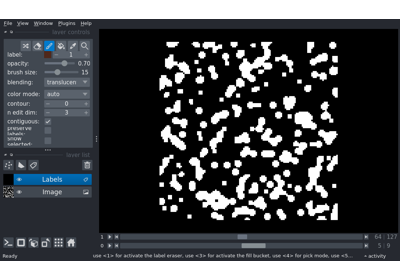 File View Window Plugins Help
layer controls
label: 1
opacity: 0.70
brush size: 15
blending: translucen
color mode: auto
contour: 0
n edit dim: 3
contiguous:
preserve labels:
show selected:
layer list
Labels
Image
1 64 127
0 5 9
Ready use <1> for activate the label eraser, use <3> for activate the fill bucket, use <4> for pick mode, use <5... activity